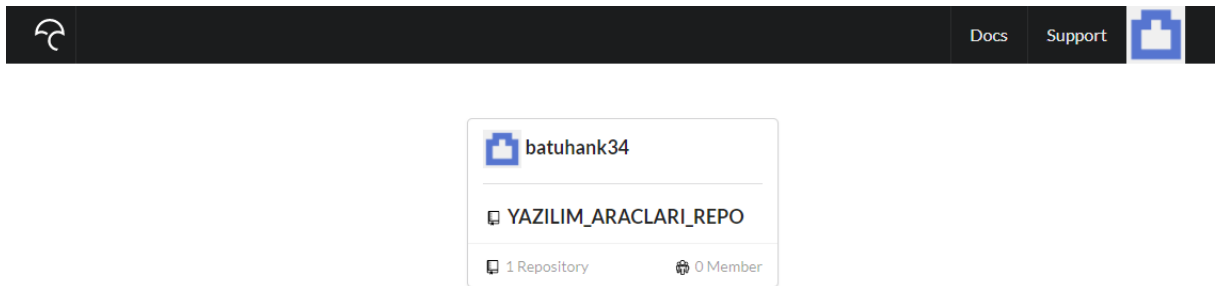 Docs Support
batuhank34
YAZILIM_ARACLARI_REPO
1 Repository 0 Member